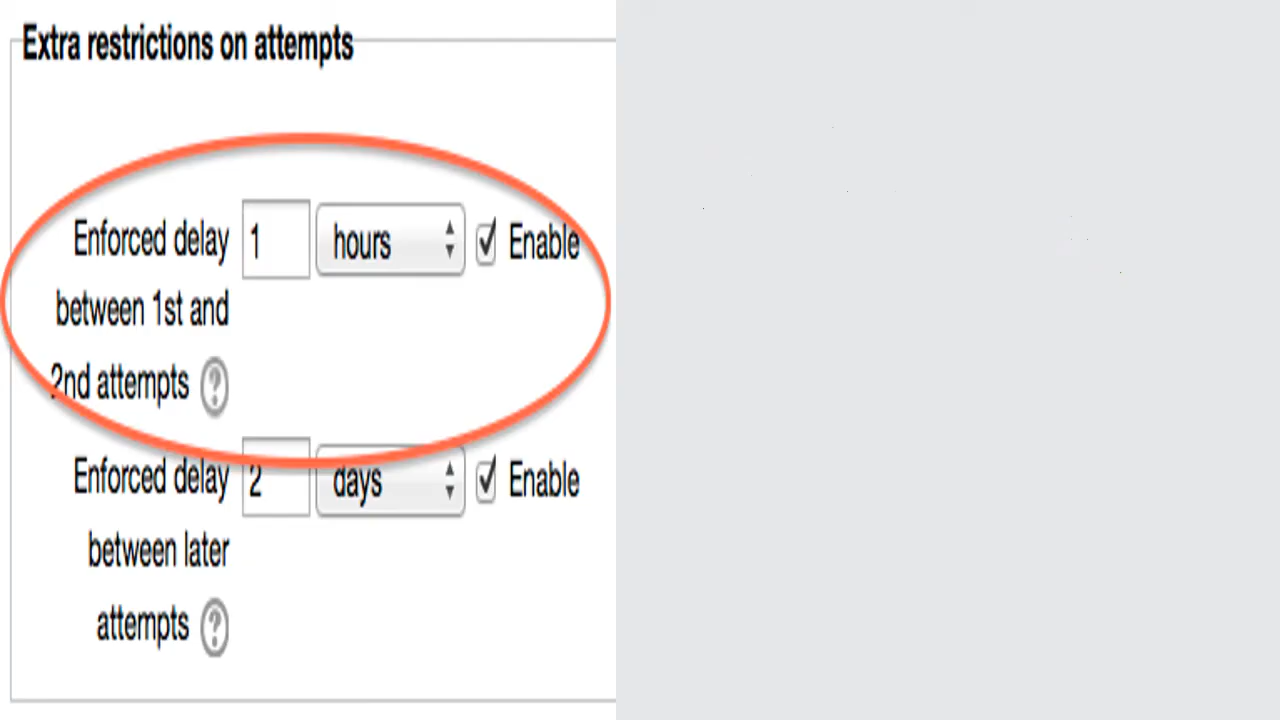 Extra restrictions on attempts
Enforced delay 1 hours Enable
between 1st and
2nd attempts ?
Enforced delay 2 days Enable
between later
attempts ?